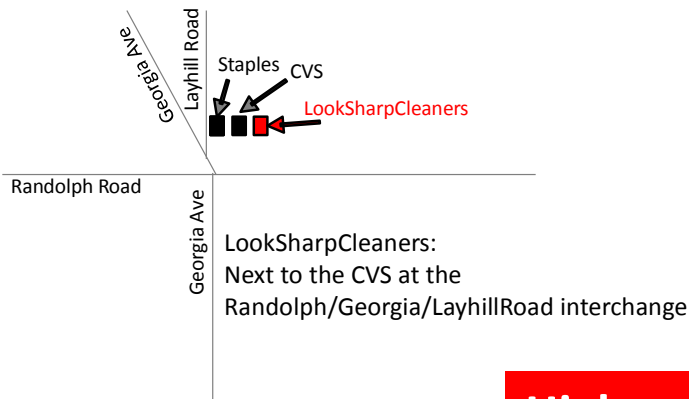 Georgia Ave
Layhill Road
Staples
CVS
LookSharpCleaners
Randolph Road
Georgia Ave
LookSharpCleaners:
Next to the CVS at the
Randolph/Georgia/LayhillRoad interchange